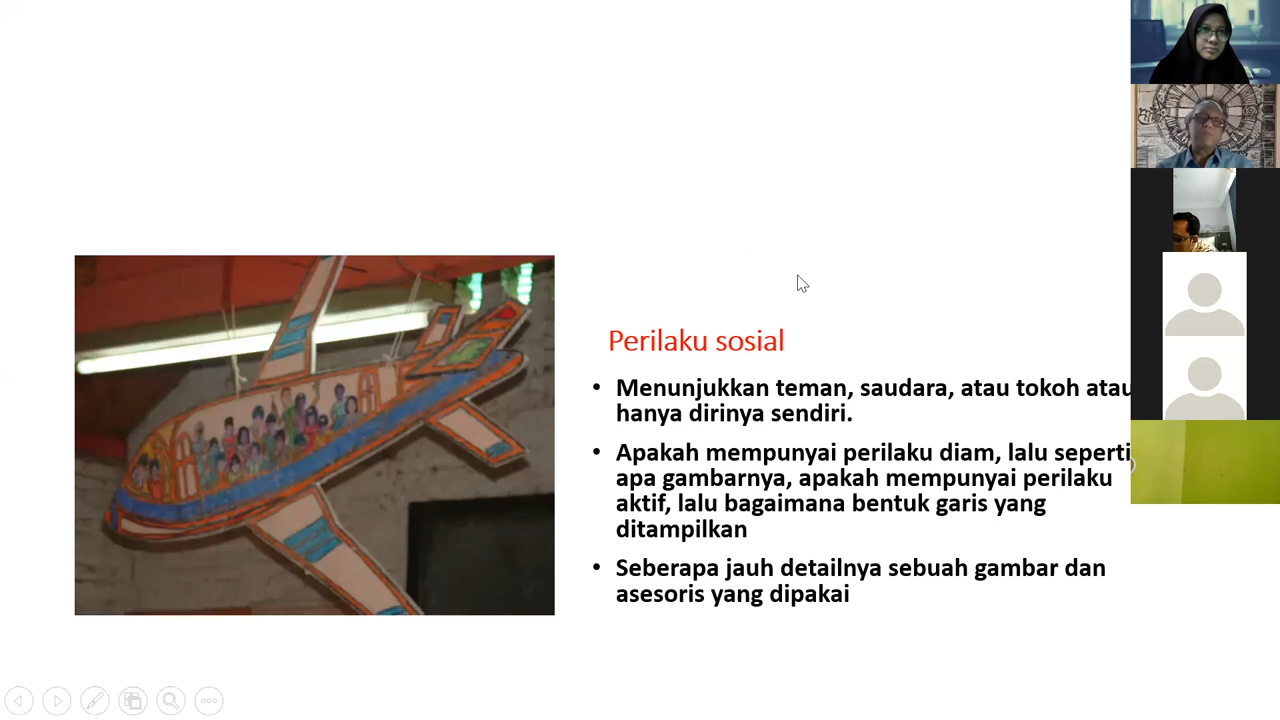 Perilaku sosial
• Menunjukkan teman, saudara, atau tokoh atau
hanya dirinya sendiri.
• Apakah mempunyai perilaku diam, lalu seperti
apa gambarnya, apakah mempunyai perilaku
aktif, lalu bagaimana bentuk garis yang
ditampilkan
• Seberapa jauh detailnya sebuah gambar dan
asesoris yang dipakai